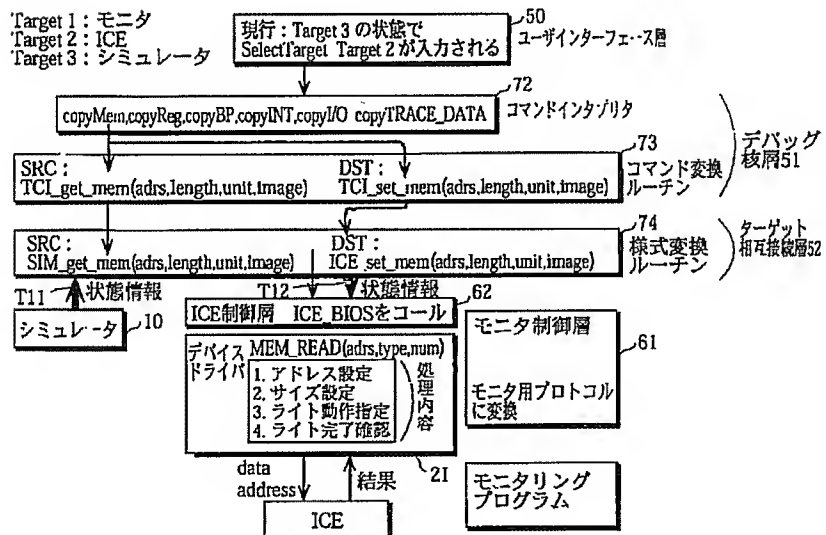 Target 1：モニタ
Target 2：ICE
Target 3：シミュレータ
現行：Target 3 の状態で
SelectTarget Target 2 が入力される
50
ユーザインターフェース層
72
copyMem,copyReg,copyBP,copyINT,copyI/O copyTRACE_DATA
コマンドインタプリタ
73
SRC：
TCI_get_mem(adrs,length,unit,image)
DST：
TCI_set_mem(adrs,length,unit,image)
コマンド変換
ルーチン
デバッグ
核層51
74
SRC：
SIM_get_mem(adrs,length,unit,image)
DST：
ICE_set_mem(adrs,length,unit,image)
様式変換
ルーチン
ターゲット
相互接続層52
T11
状態情報
T12
状態情報
シミュレータ
10
62
ICE制御層 ICE_BIOSをコール
デバイス
ドライバ
MEM_READ(adrs,type,num)
1. アドレス設定
2. サイズ設定
3. ライト動作指定
4. ライト完了確認
処理内容
21
モニタ制御層
モニタ用プロトコル
に変換
61
data
address
結果
ICE
モニタリング
プログラム